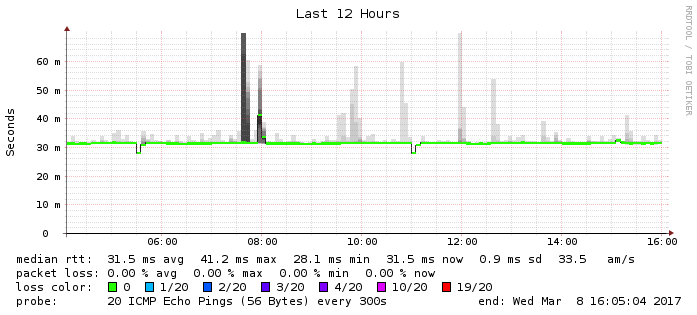 Last 12 Hours
RRDTOOL / TOBI OETIKER
Seconds
60 m
50 m
40 m
30 m
20 m
10 m
0
06:00 08:00 10:00 12:00 14:00 16:00
median rtt: 31.5 ms avg 41.2 ms max 28.1 ms min 31.5 ms now 0.9 ms sd 33.5 am/s
packet loss: 0.00 % avg 0.00 % max 0.00 % min 0.00 % now
loss color: 0 1/20 2/20 3/20 4/20 10/20 19/20
probe: 20 ICMP Echo Pings (56 Bytes) every 300s end: Wed Mar 8 16:05:04 2017